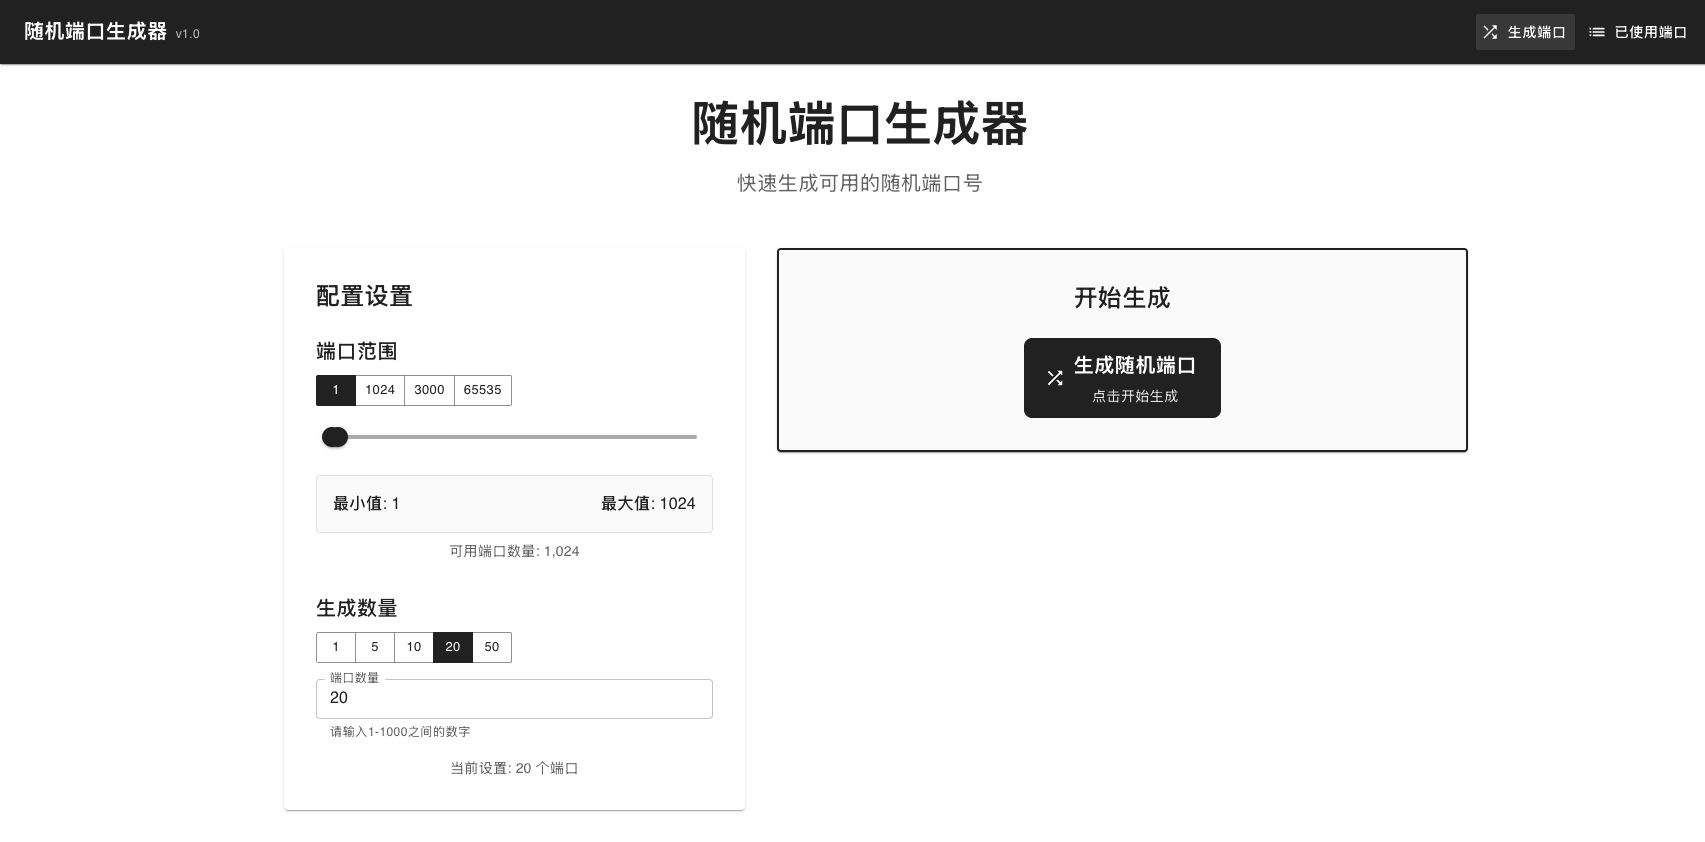 随机端口生成器 v1.0
生成端口
已使用端口
随机端口生成器
快速生成可用的随机端口号
配置设置
端口范围
1 1024 3000 65535
最小值: 1 最大值: 1024
可用端口数量: 1,024
生成数量
1 5 10 20 50
端口数量
20
请输入1-1000之间的数字
当前设置: 20 个端口
开始生成
生成随机端口
点击开始生成